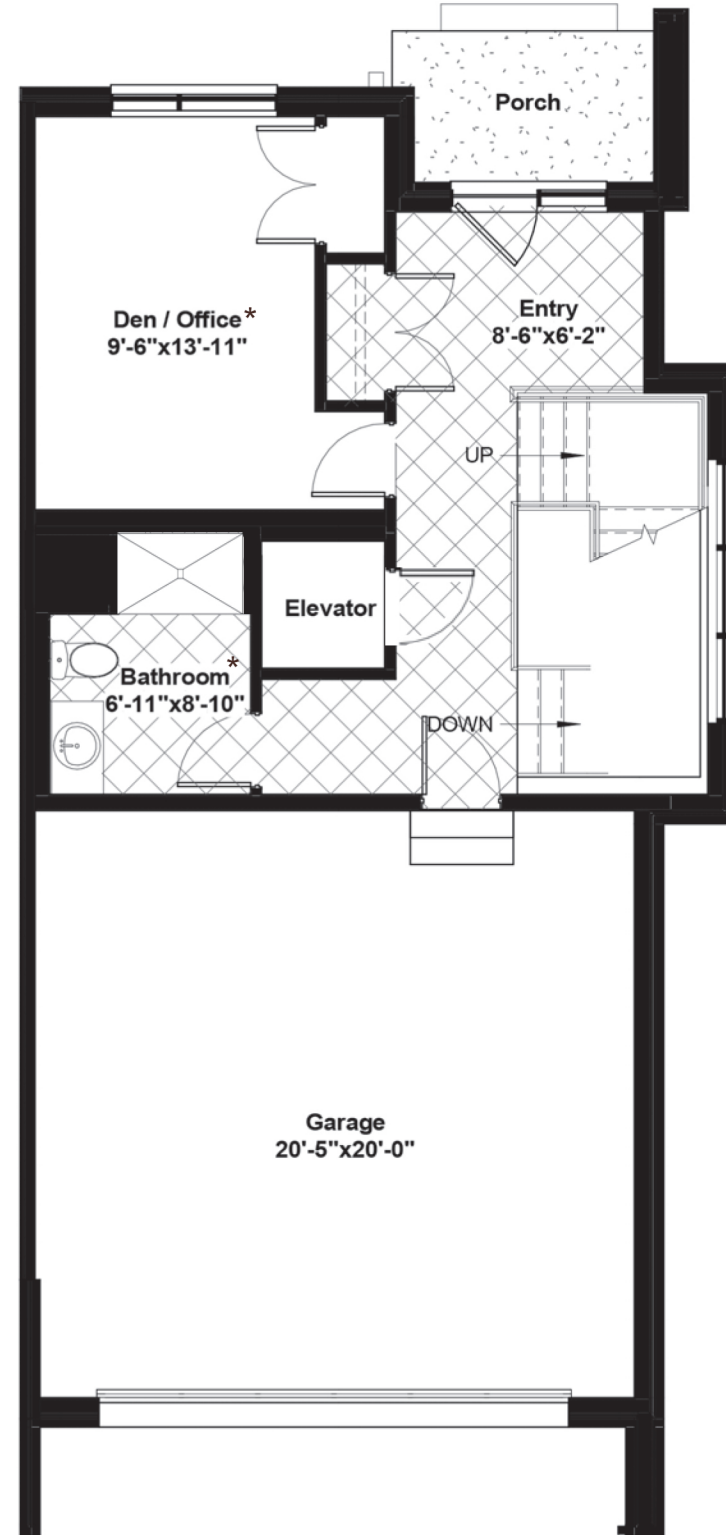 Porch
Den / Office*
9'-6"x13'-11"
Entry
8'-6"x6'-2"
UP
Elevator
Bathroom*
6'-11"x8'-10"
DOWN
Garage
20'-5"x20'-0"